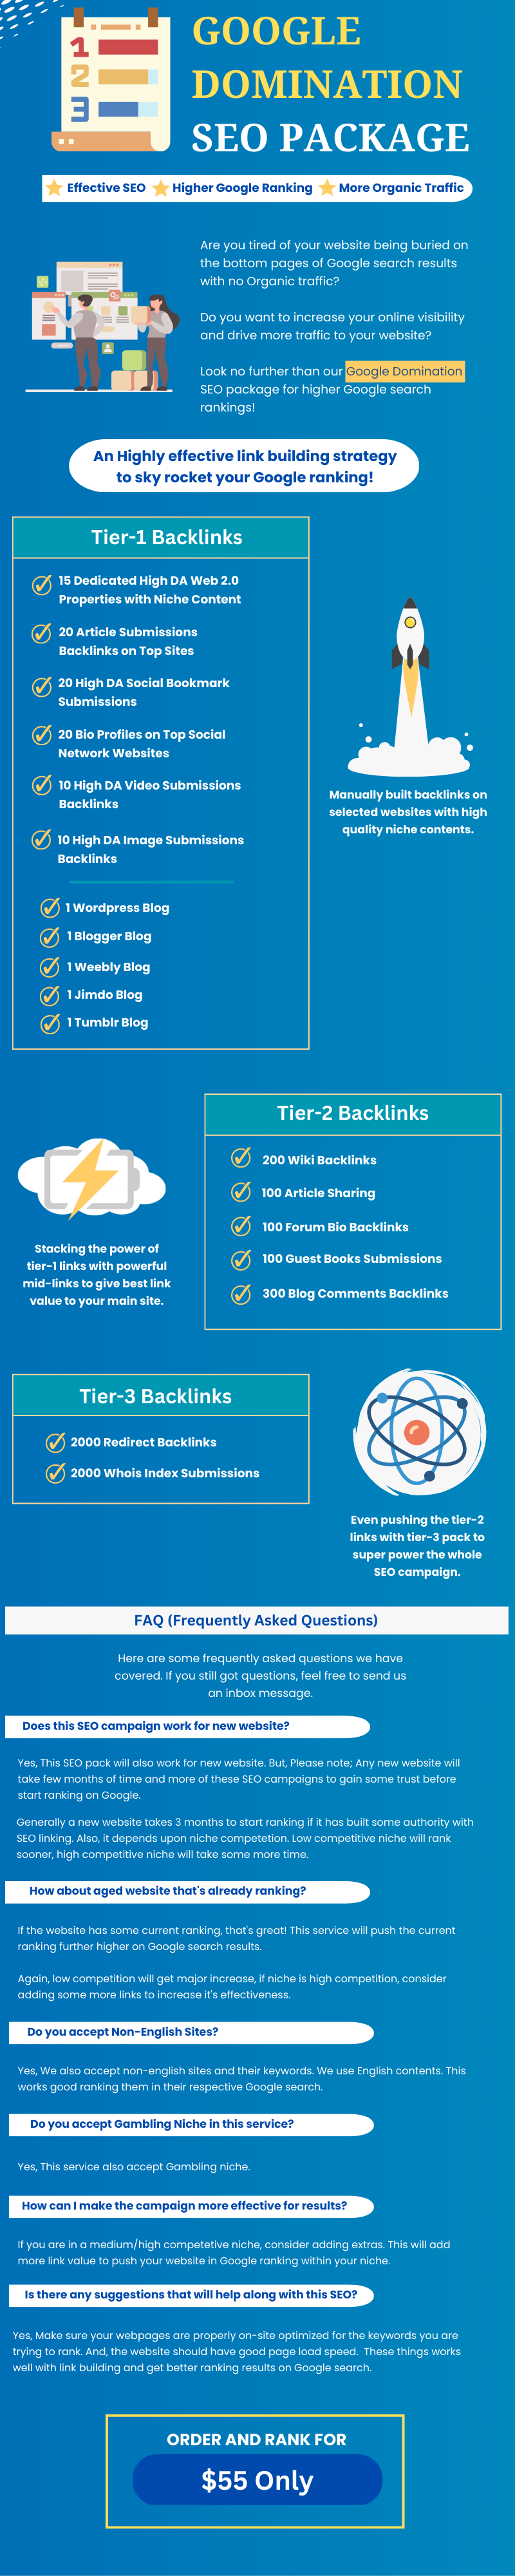 1
2
3
GOOGLE
DOMINATION
SEO PACKAGE
Effective SEO Higher Google Ranking More Organic Traffic
Are you tired of your website being buried on
the bottom pages of Google search results
with no Organic traffic?
Do you want to increase your online visibility
and drive more traffic to your website?
Look no further than our Google Domination
SEO package for higher Google search
rankings!
An Highly effective link building strategy
to sky rocket your Google ranking!
Tier-1 Backlinks
15 Dedicated High DA Web 2.0
Properties with Niche Content
20 Article Submissions
Backlinks on Top Sites
20 High DA Social Bookmark
Submissions
20 Bio Profiles on Top Social
Network Websites
10 High DA Video Submissions
Backlinks
10 High DA Image Submissions
Backlinks
1 Wordpress Blog
1 Blogger Blog
1 Weebly Blog
1 Jimdo Blog
1 Tumblr Blog
Manually built backlinks on
selected websites with high
quality niche contents.
Tier-2 Backlinks
200 Wiki Backlinks
100 Article Sharing
100 Forum Bio Backlinks
100 Guest Books Submissions
300 Blog Comments Backlinks
Stacking the power of
tier-1 links with powerful
mid-links to give best link
value to your main site.
Tier-3 Backlinks
2000 Redirect Backlinks
2000 Whois Index Submissions
Even pushing the tier-2
links with tier-3 pack to
super power the whole
SEO campaign.
FAQ (Frequently Asked Questions)
Here are some frequently asked questions we have
covered. If you still got questions, feel free to send us
an inbox message.
Does this SEO campaign work for new website?
Yes, This SEO pack will also work for new website. But, Please note; Any new website will
take few months of time and more of these SEO campaigns to gain some trust before
start ranking on Google.
Generally a new website takes 3 months to start ranking if it has built some authority with
SEO linking. Also, it depends upon niche competetion. Low competitive niche will rank
sooner, high competitive niche will take some more time.
How about aged website that's already ranking?
If the website has some current ranking, that's great! This service will push the current
ranking further higher on Google search results.
Again, low competition will get major increase, if niche is high competition, consider
adding some more links to increase it's effectiveness.
Do you accept Non-English Sites?
Yes, We also accept non-english sites and their keywords. We use English contents. This
works good ranking them in their respective Google search.
Do you accept Gambling Niche in this service?
Yes, This service also accept Gambling niche.
How can I make the campaign more effective for results?
If you are in a medium/high competetive niche, consider adding extras. This will add
more link value to push your website in Google ranking within your niche.
Is there any suggestions that will help along with this SEO?
Yes, Make sure your webpages are properly on-site optimized for the keywords you are
trying to rank. And, the website should have good page load speed. These things works
well with link building and get better ranking results on Google search.
ORDER AND RANK FOR
$55 Only